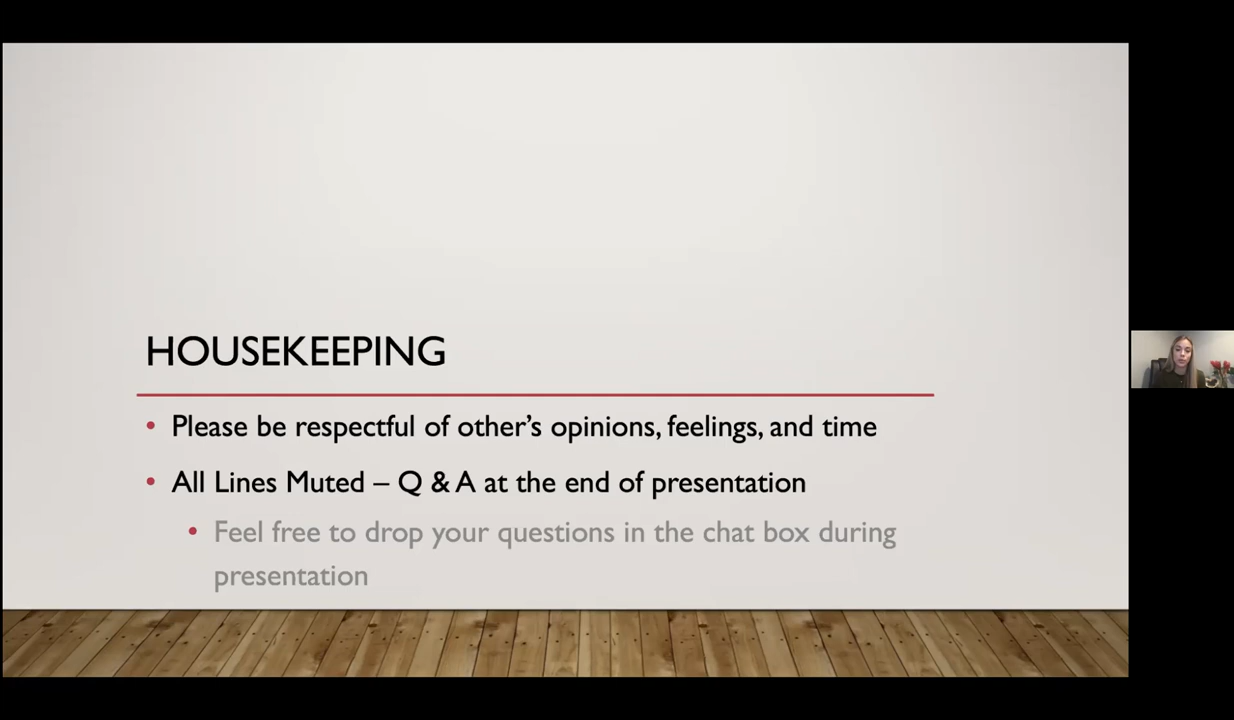 HOUSEKEEPING
• Please be respectful of other’s opinions, feelings, and time
• All Lines Muted – Q & A at the end of presentation
• Feel free to drop your questions in the chat box during
presentation